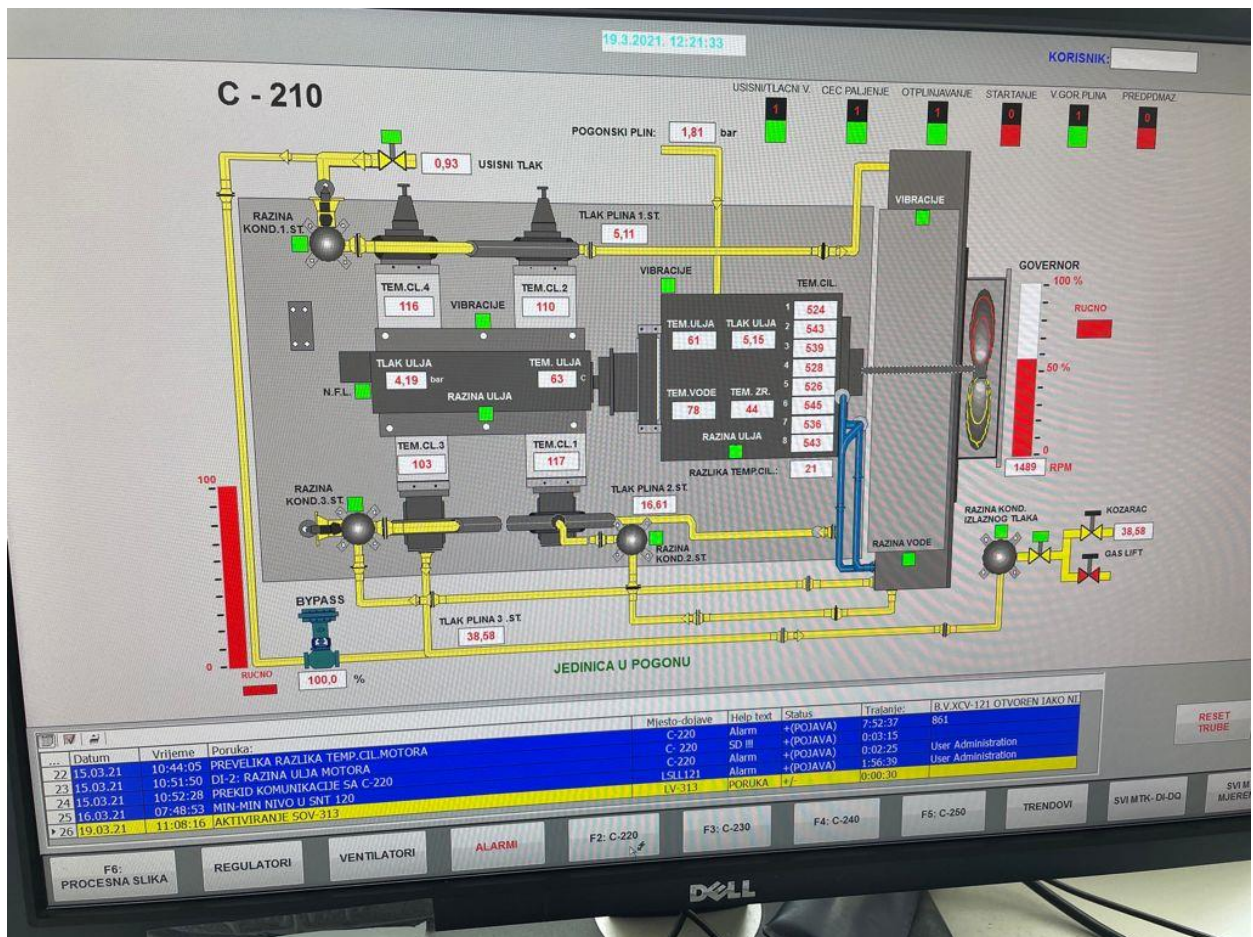 19.3.2021. 12:21:33
KORISNIK:
C - 210
USISNI/TLACNI V. CEC PALJENJE OTPLINJAVANJE STARTANJE V.GOR.PLINA PREDPDMAZ.
1 1 1 0 1 0
POGONSKI PLIN: 1,81 bar
0,93 USISNI TLAK
RAZINA
KOND.1.ST.
TLAK PLINA 1.ST.
5,11
VIBRACIJE
VIBRACIJE
TEM.CIL.
GOVERNOR
100 %
RUCNO
50 %
0
1489 RPM
TEM.CL.4
116
VIBRACIJE
TEM.CL.2
110
TEM.ULJA
61
TLAK ULJA
5,15
1 524
2 543
3 539
4 528
5 526
6 545
7 536
8 543
TLAK ULJA
4,19 bar
TEM. ULJA
63 C
N.F.L.
RAZINA ULJA
TEM.VODE
78
TEM. ZR.
44
RAZINA ULJA
RAZLIKA TEMP.CIL.: 21
TEM.CL.3
103
TEM.CL.1
117
100
RAZINA
KOND.3.ST.
TLAK PLINA 2.ST.
16,61
RAZINA
KOND.2.ST
RAZINA VODE
RAZINA KOND.
IZLAZNOG TLAKA
KOZARAC
38,58
GAS LIFT
BYPASS
TLAK PLINA 3 .ST.
38,58
0
RUCNO
100,0 %
JEDINICA U POGONU
... Datum Vrijeme Poruka: Mjesto-dojave Help text Status Trajanje: B.V.XCV-121 OTVOREN IAKO NI
22 15.03.21 10:44:05 PREVELIKA RAZLIKA TEMP.CIL.MOTORA C-220 Alarm +(POJAVA) 7:52:37 861
23 15.03.21 10:51:50 DI-2: RAZINA ULJA MOTORA C- 220 SD !!! +(POJAVA) 0:03:15
24 15.03.21 10:52:28 PREKID KOMUNIKACIJE SA C-220 C-220 Alarm +(POJAVA) 0:02:25 User Administration
25 16.03.21 07:48:53 MIN-MIN NIVO U SNT 120 LSLL121 Alarm +(POJAVA) 1:56:39 User Administration
26 19.03.21 11:08:16 AKTIVIRANJE SOV-313 LV-313 PORUKA +/- 0:00:30
RESET
TRUBE
F6:
PROCESNA SLIKA
REGULATORI
VENTILATORI
ALARMI
F2: C-220
F3: C-230
F4: C-240
F5: C-250
TRENDOVI
SVI MTK- DI-DQ
SVI M
MJEREN
DELL